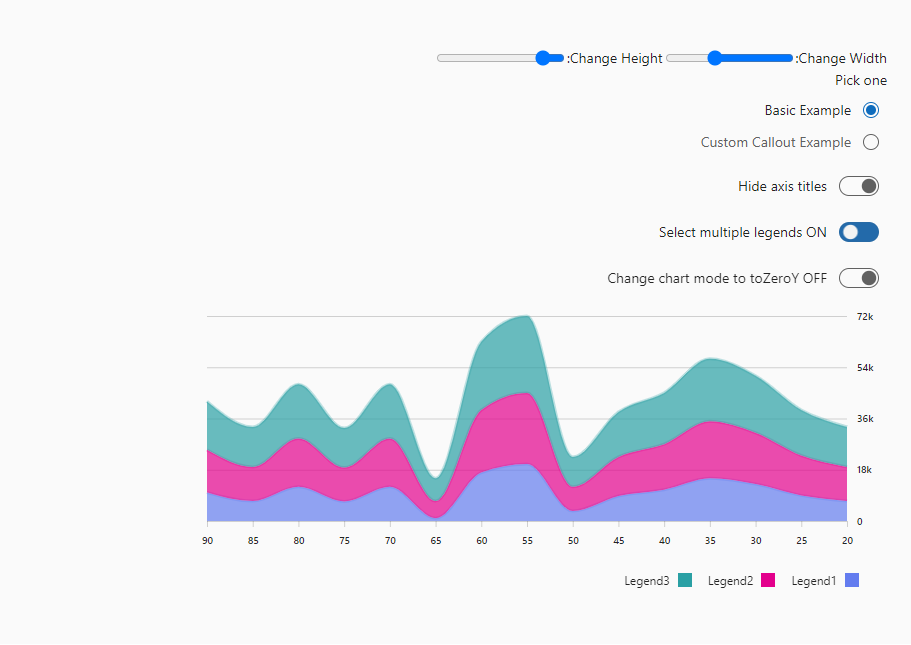 :Change Height :Change Width
Pick one
Basic Example
Custom Callout Example
Hide axis titles
Select multiple legends ON
Change chart mode to toZeroY OFF
72k
54k
36k
18k
0
90 85 80 75 70 65 60 55 50 45 40 35 30 25 20
Legend3 Legend2 Legend1